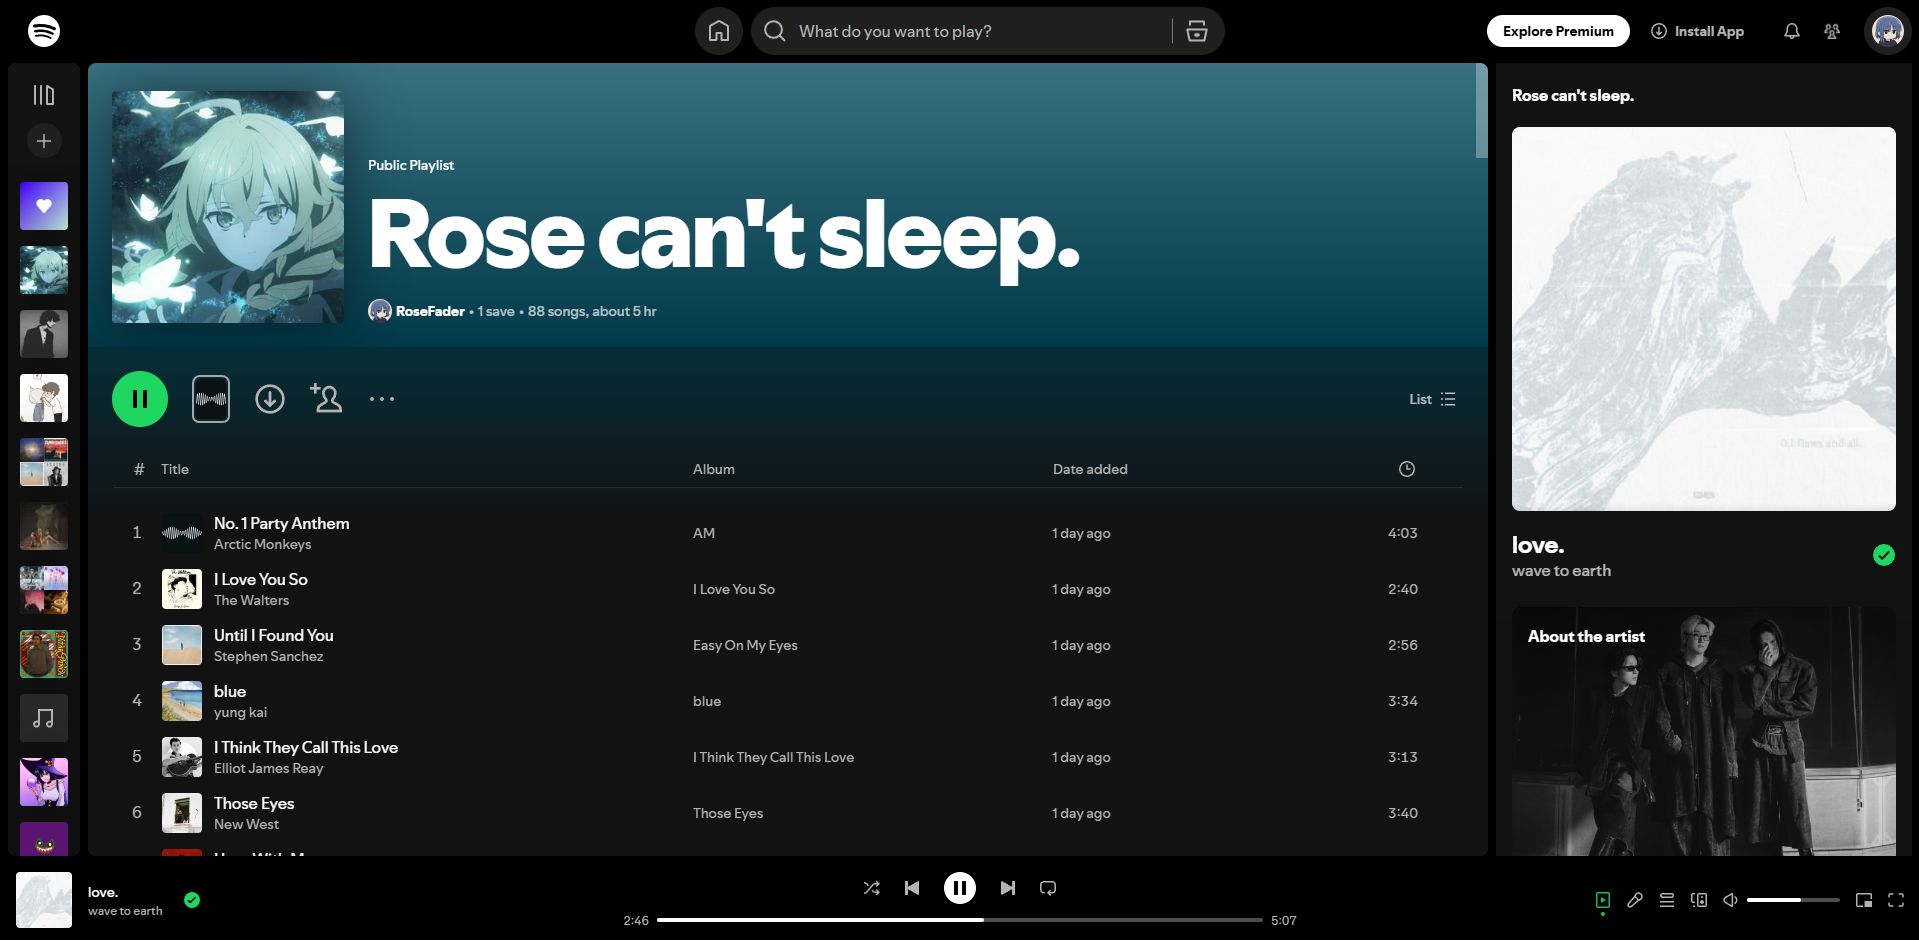 What do you want to play?
Explore Premium
Install App
Public Playlist
Rose can't sleep.
RoseFader • 1 save • 88 songs, about 5 hr
List
# Title Album Date added
1 No. 1 Party Anthem AM 1 day ago 4:03
Arctic Monkeys
2 I Love You So I Love You So 1 day ago 2:40
The Walters
3 Until I Found You Easy On My Eyes 1 day ago 2:56
Stephen Sanchez
4 blue blue 1 day ago 3:34
yung kai
5 I Think They Call This Love I Think They Call This Love 1 day ago 3:13
Elliot James Reay
6 Those Eyes Those Eyes 1 day ago 3:40
New West
Rose can't sleep.
0.1 flaws and all.
love.
wave to earth
About the artist
love.
wave to earth
2:46
5:07